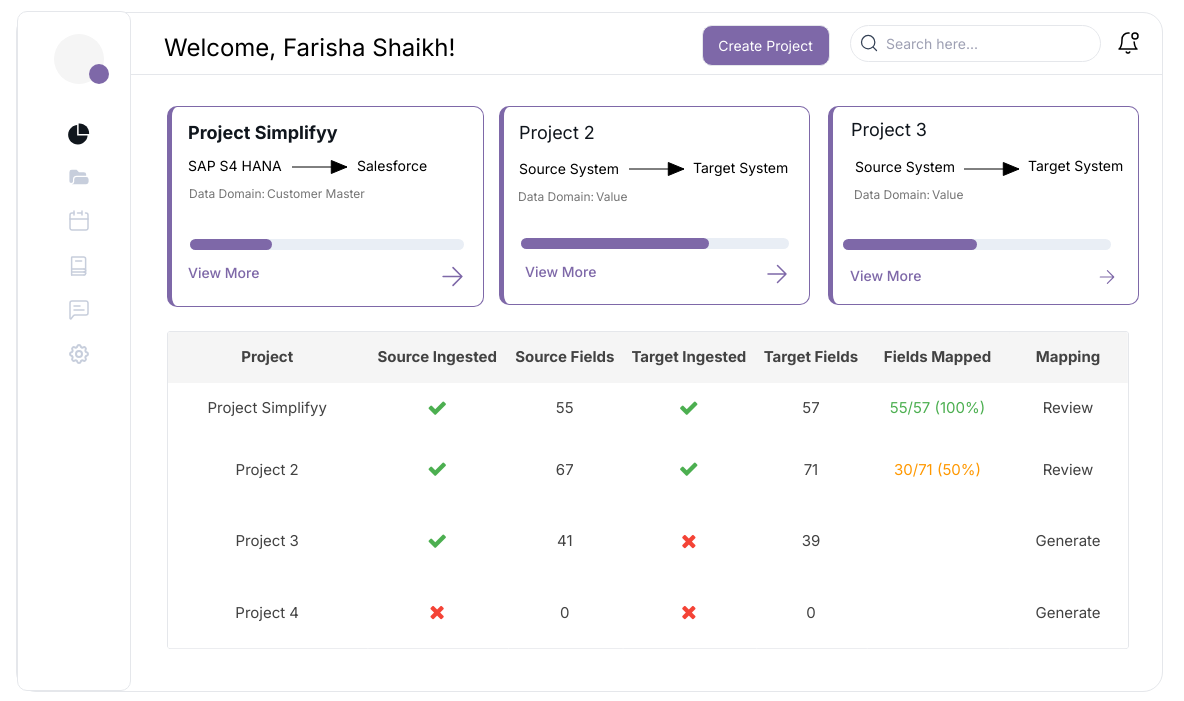 Welcome, Farisha Shaikh!
Create Project
Search here...
Project Simplifyy
SAP S4 HANA Salesforce
Data Domain: Customer Master
View More
Project 2
Source System Target System
Data Domain: Value
View More
Project 3
Source System Target System
Data Domain: Value
View More
Project Source Ingested Source Fields Target Ingested Target Fields Fields Mapped Mapping
Project Simplifyy 55 57 55/57 (100%) Review
Project 2 67 71 30/71 (50%) Review
Project 3 41 39 Generate
Project 4 0 0 Generate